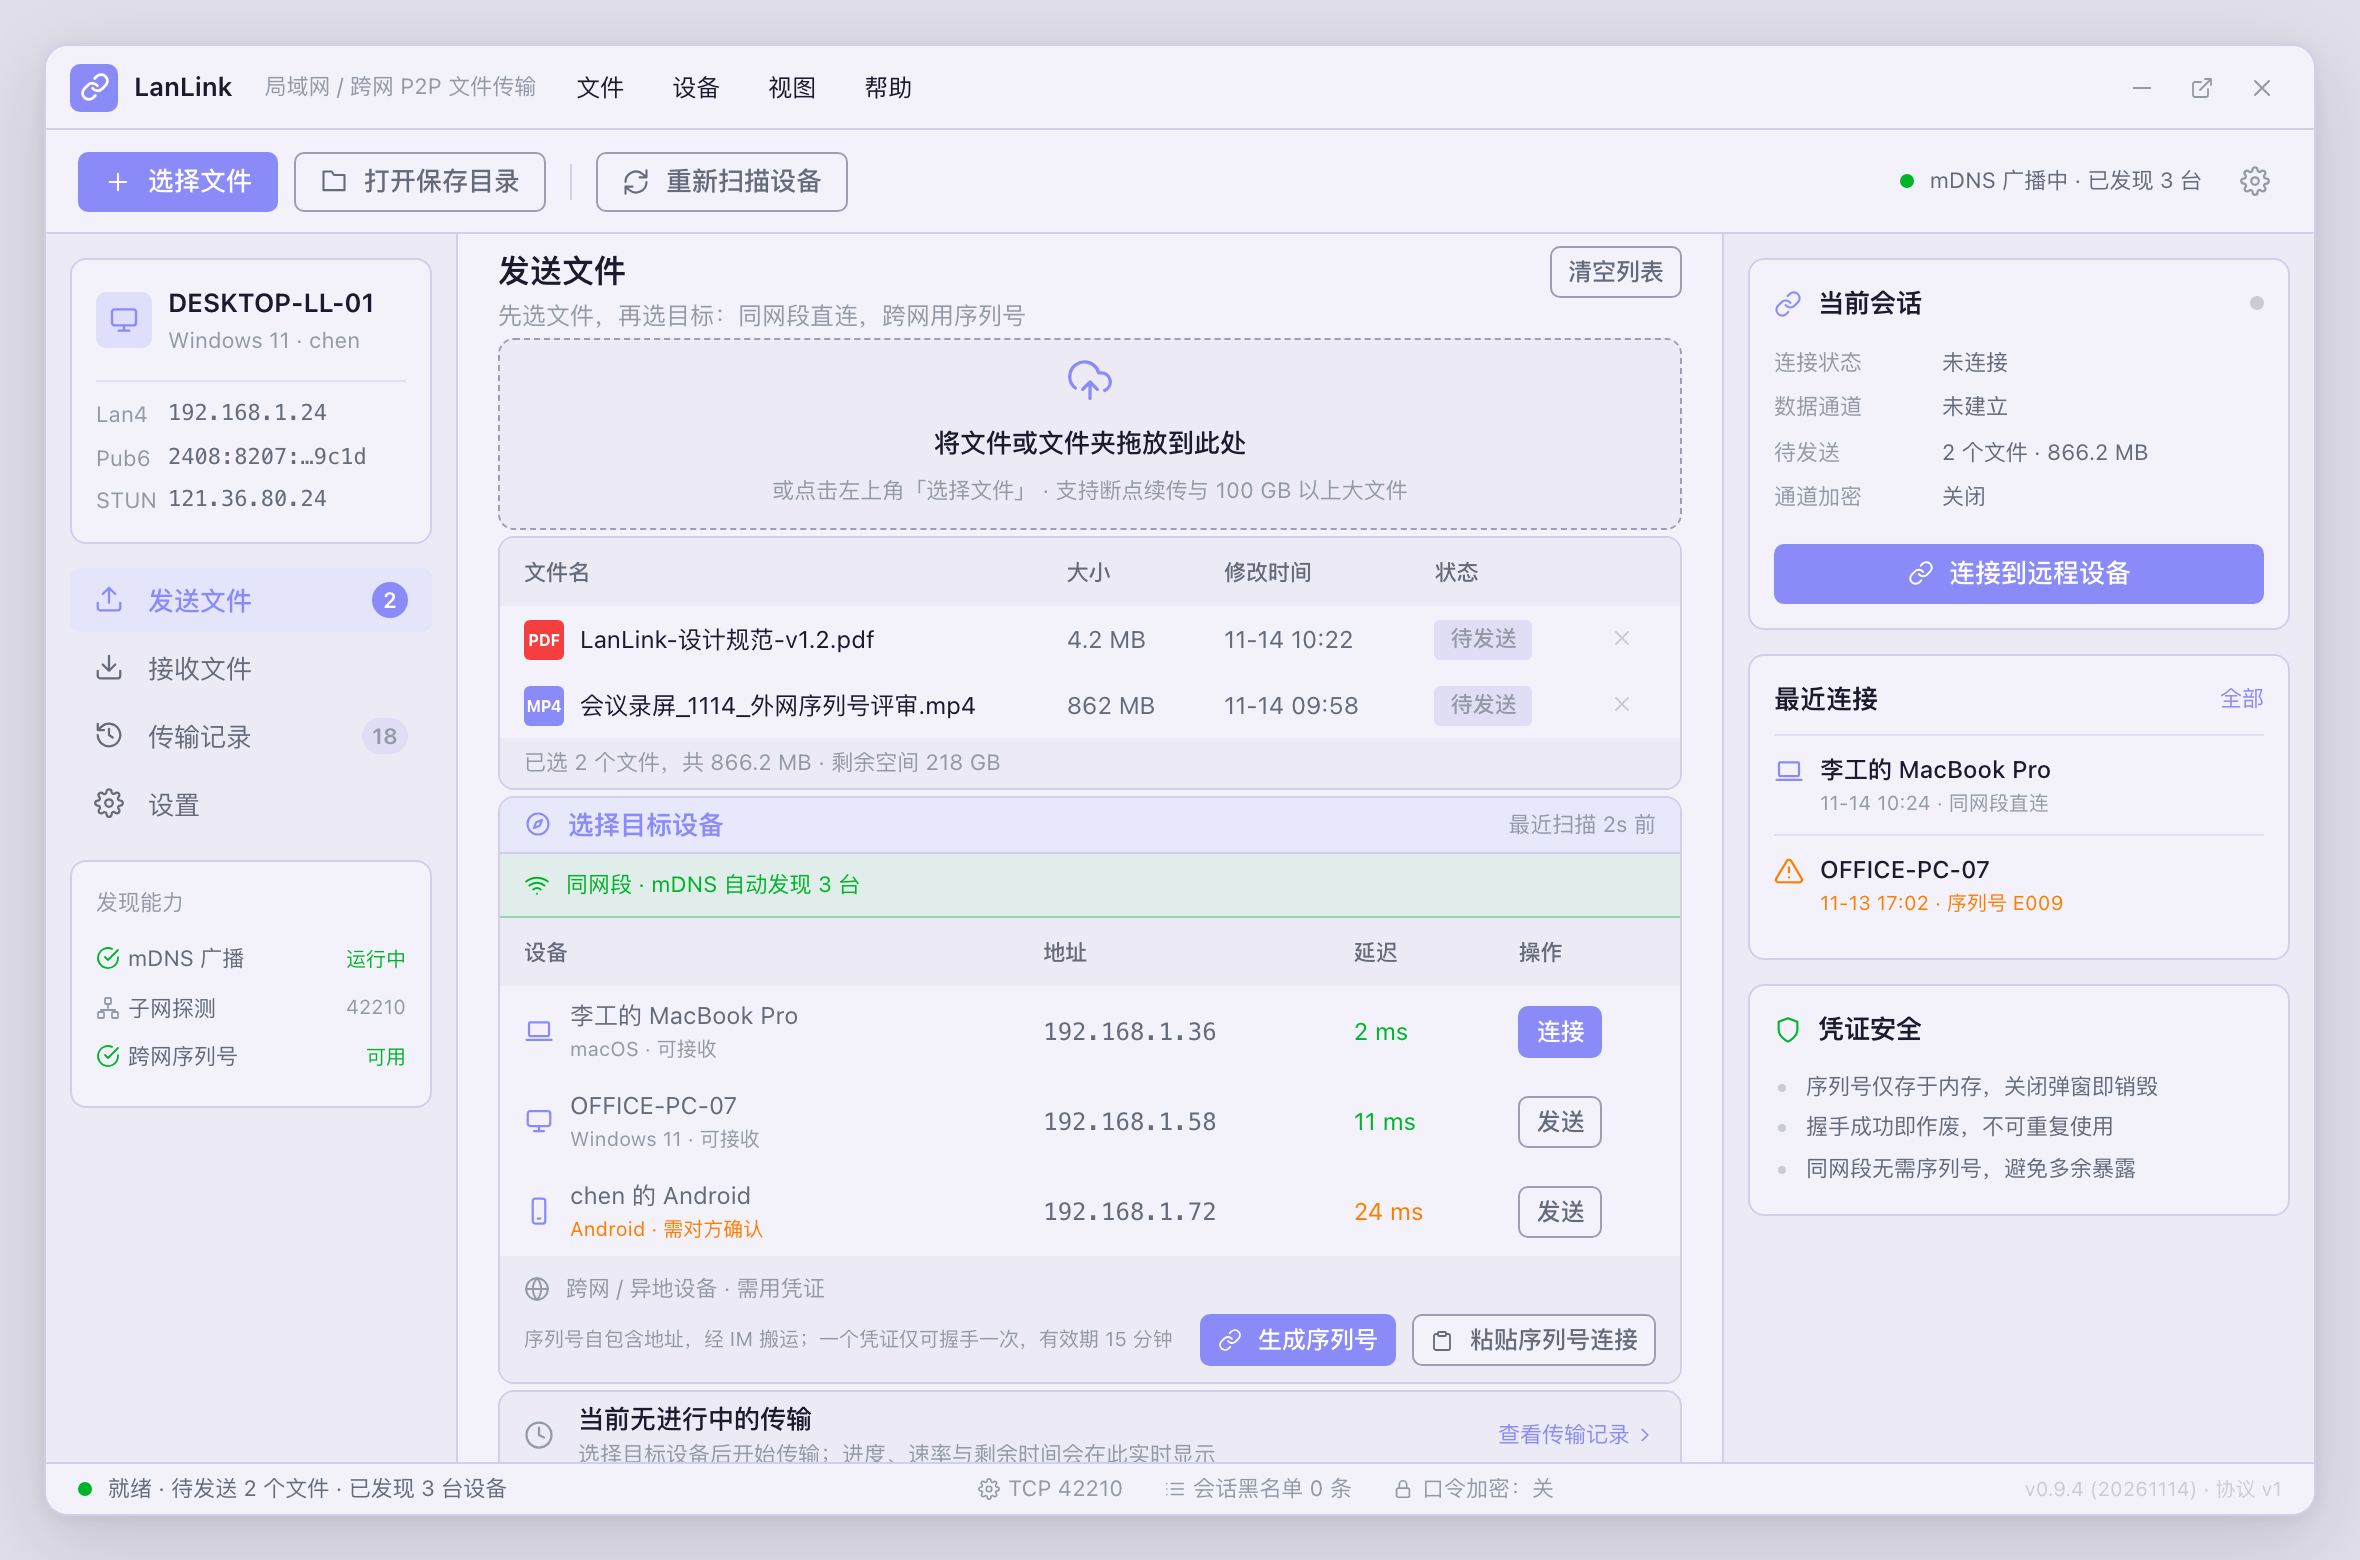 LanLink 局域网 / 跨网 P2P 文件传输 文件 设备 视图 帮助
选择文件 打开保存目录 重新扫描设备 mDNS 广播中 · 已发现 3 台
DESKTOP-LL-01
Windows 11 · chen
Lan4 192.168.1.24
Pub6 2408:8207:…9c1d
STUN 121.36.80.24
发送文件 2
接收文件
传输记录 18
设置
发现能力
mDNS 广播 运行中
子网探测 42210
跨网序列号 可用
发送文件 清空列表
先选文件，再选目标：同网段直连，跨网用序列号
将文件或文件夹拖放到此处
或点击左上角「选择文件」 · 支持断点续传与 100 GB 以上大文件
文件名 大小 修改时间 状态
PDF LanLink-设计规范-v1.2.pdf 4.2 MB 11-14 10:22 待发送
MP4 会议录屏_1114_外网序列号评审.mp4 862 MB 11-14 09:58 待发送
已选 2 个文件，共 866.2 MB · 剩余空间 218 GB
选择目标设备 最近扫描 2s 前
同网段 · mDNS 自动发现 3 台
设备 地址 延迟 操作
李工的 MacBook Pro
macOS · 可接收
192.168.1.36 2 ms 连接
OFFICE-PC-07
Windows 11 · 可接收
192.168.1.58 11 ms 发送
chen 的 Android
Android · 需对方确认
192.168.1.72 24 ms 发送
跨网 / 异地设备 · 需用凭证
序列号自包含地址，经 IM 搬运；一个凭证仅可握手一次，有效期 15 分钟 生成序列号 粘贴序列号连接
当前无进行中的传输
选择目标设备后开始传输；进度、速率与剩余时间会在此实时显示
查看传输记录
当前会话
连接状态 未连接
数据通道 未建立
待发送 2 个文件 · 866.2 MB
通道加密 关闭
连接到远程设备
最近连接 全部
李工的 MacBook Pro
11-14 10:24 · 同网段直连
OFFICE-PC-07
11-13 17:02 · 序列号 E009
凭证安全
序列号仅存于内存，关闭弹窗即销毁
握手成功即作废，不可重复使用
同网段无需序列号，避免多余暴露
就绪 · 待发送 2 个文件 · 已发现 3 台设备 TCP 42210 会话黑名单 0 条 口令加密：关 v0.9.4 (20261114) · 协议 v1